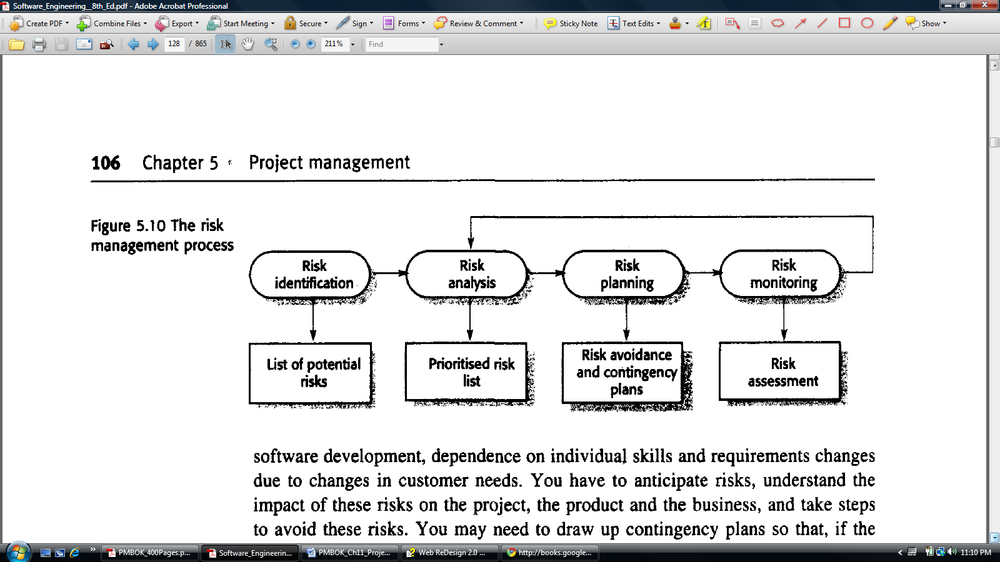 Software_Engineering__8th_Ed.pdf - Adobe Acrobat Professional
Create PDF Combine Files Export Start Meeting Secure Sign Forms Review & Comment Sticky Note Text Edits Show
128 / 865 211% Find
106 Chapter 5 Project management
Figure 5.10 The risk
management process
Risk
identification
Risk
analysis
Risk
planning
Risk
monitoring
List of potential
risks
Prioritised risk
list
Risk avoidance
and contingency
plans
Risk
assessment
software development, dependence on individual skills and requirements changes
due to changes in customer needs. You have to anticipate risks, understand the
impact of these risks on the project, the product and the business, and take steps
to avoid these risks. You may need to draw up contingency plans so that, if the
PMBOK_400Pages.p... Software_Engineerin... PMBOK_Ch11_Proje... Web ReDesign 2.0 ... http://books.google... 11:10 PM